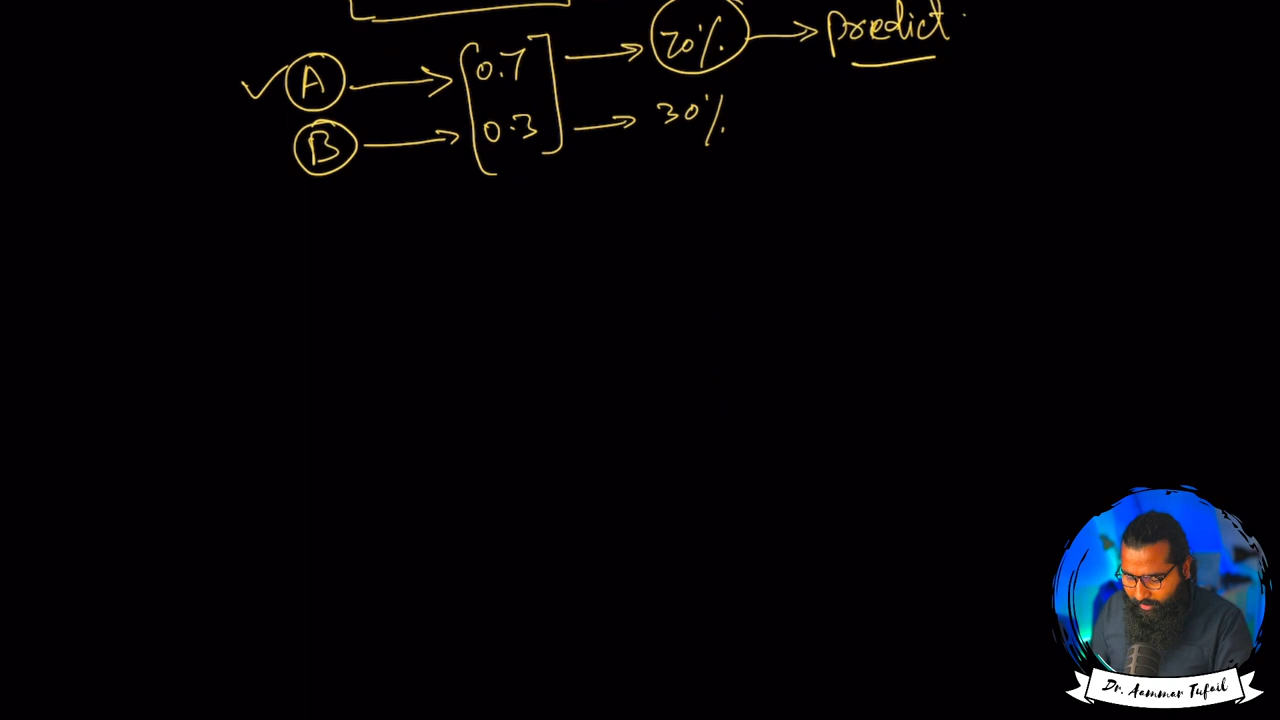 A → 0.7 → 70% → predict
B → 0.3 → 30%
Dr. Aammar Tufail